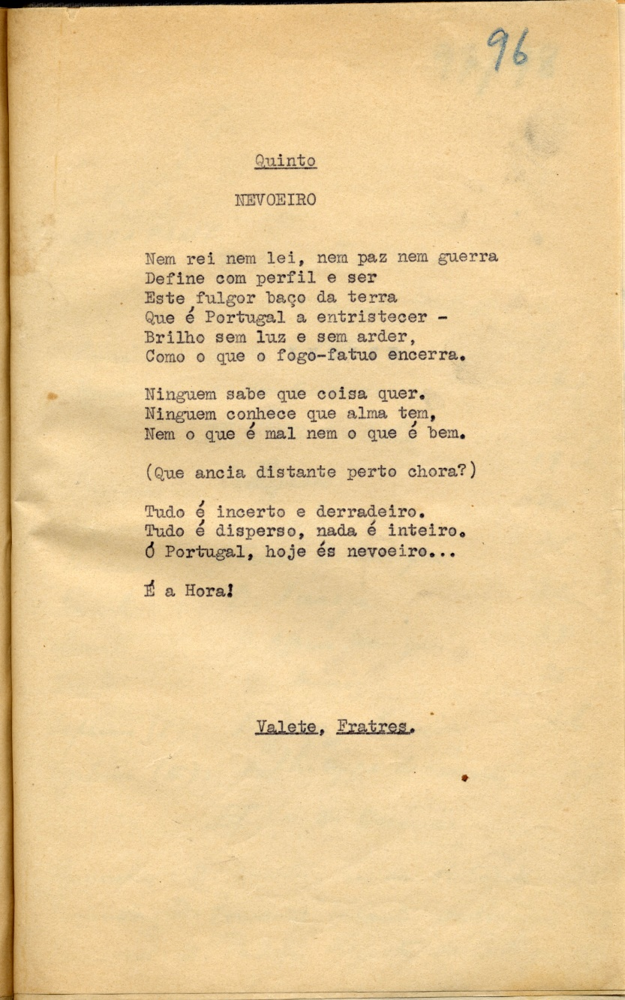 96
Quinto
NEVOEIRO
Nem rei nem lei, nem paz nem guerra
Define com perfil e ser
Este fulgor baço da terra
Que é Portugal a entristecer -
Brilho sem luz e sem arder,
Como o que o fogo-fatuo encerra.
Ninguem sabe que coisa quer.
Ninguem conhece que alma tem,
Nem o que é mal nem o que é bem.
(Que ancia distante perto chora?)
Tudo é incerto e derradeiro.
Tudo é disperso, nada é inteiro.
Ó Portugal, hoje és nevoeiro...
É a Hora!
Valete, Fratres.